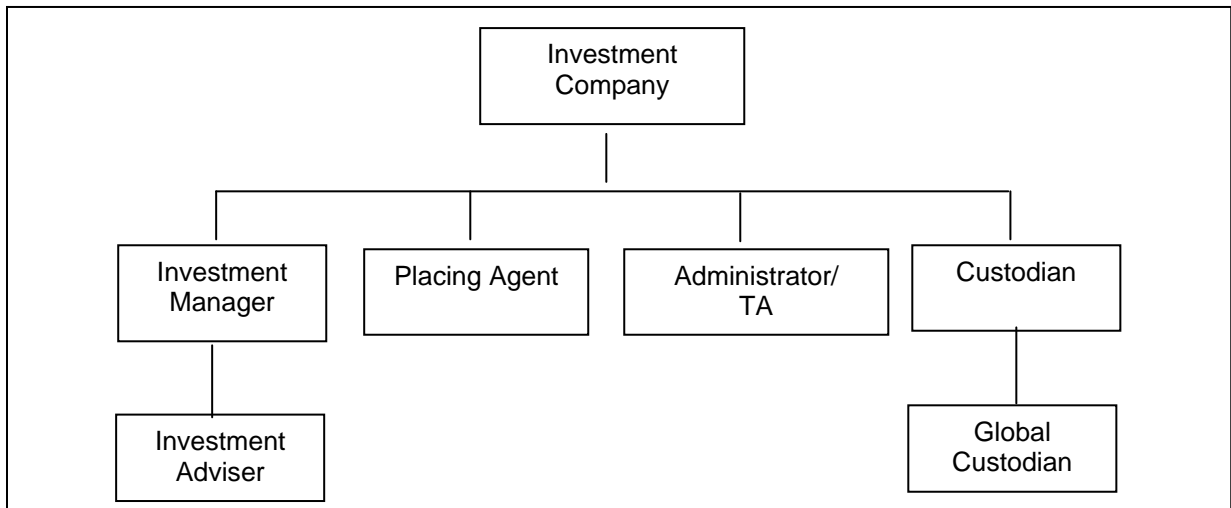 Investment
Company
Investment
Manager
Placing Agent
Administrator/
TA
Custodian
Investment
Adviser
Global
Custodian